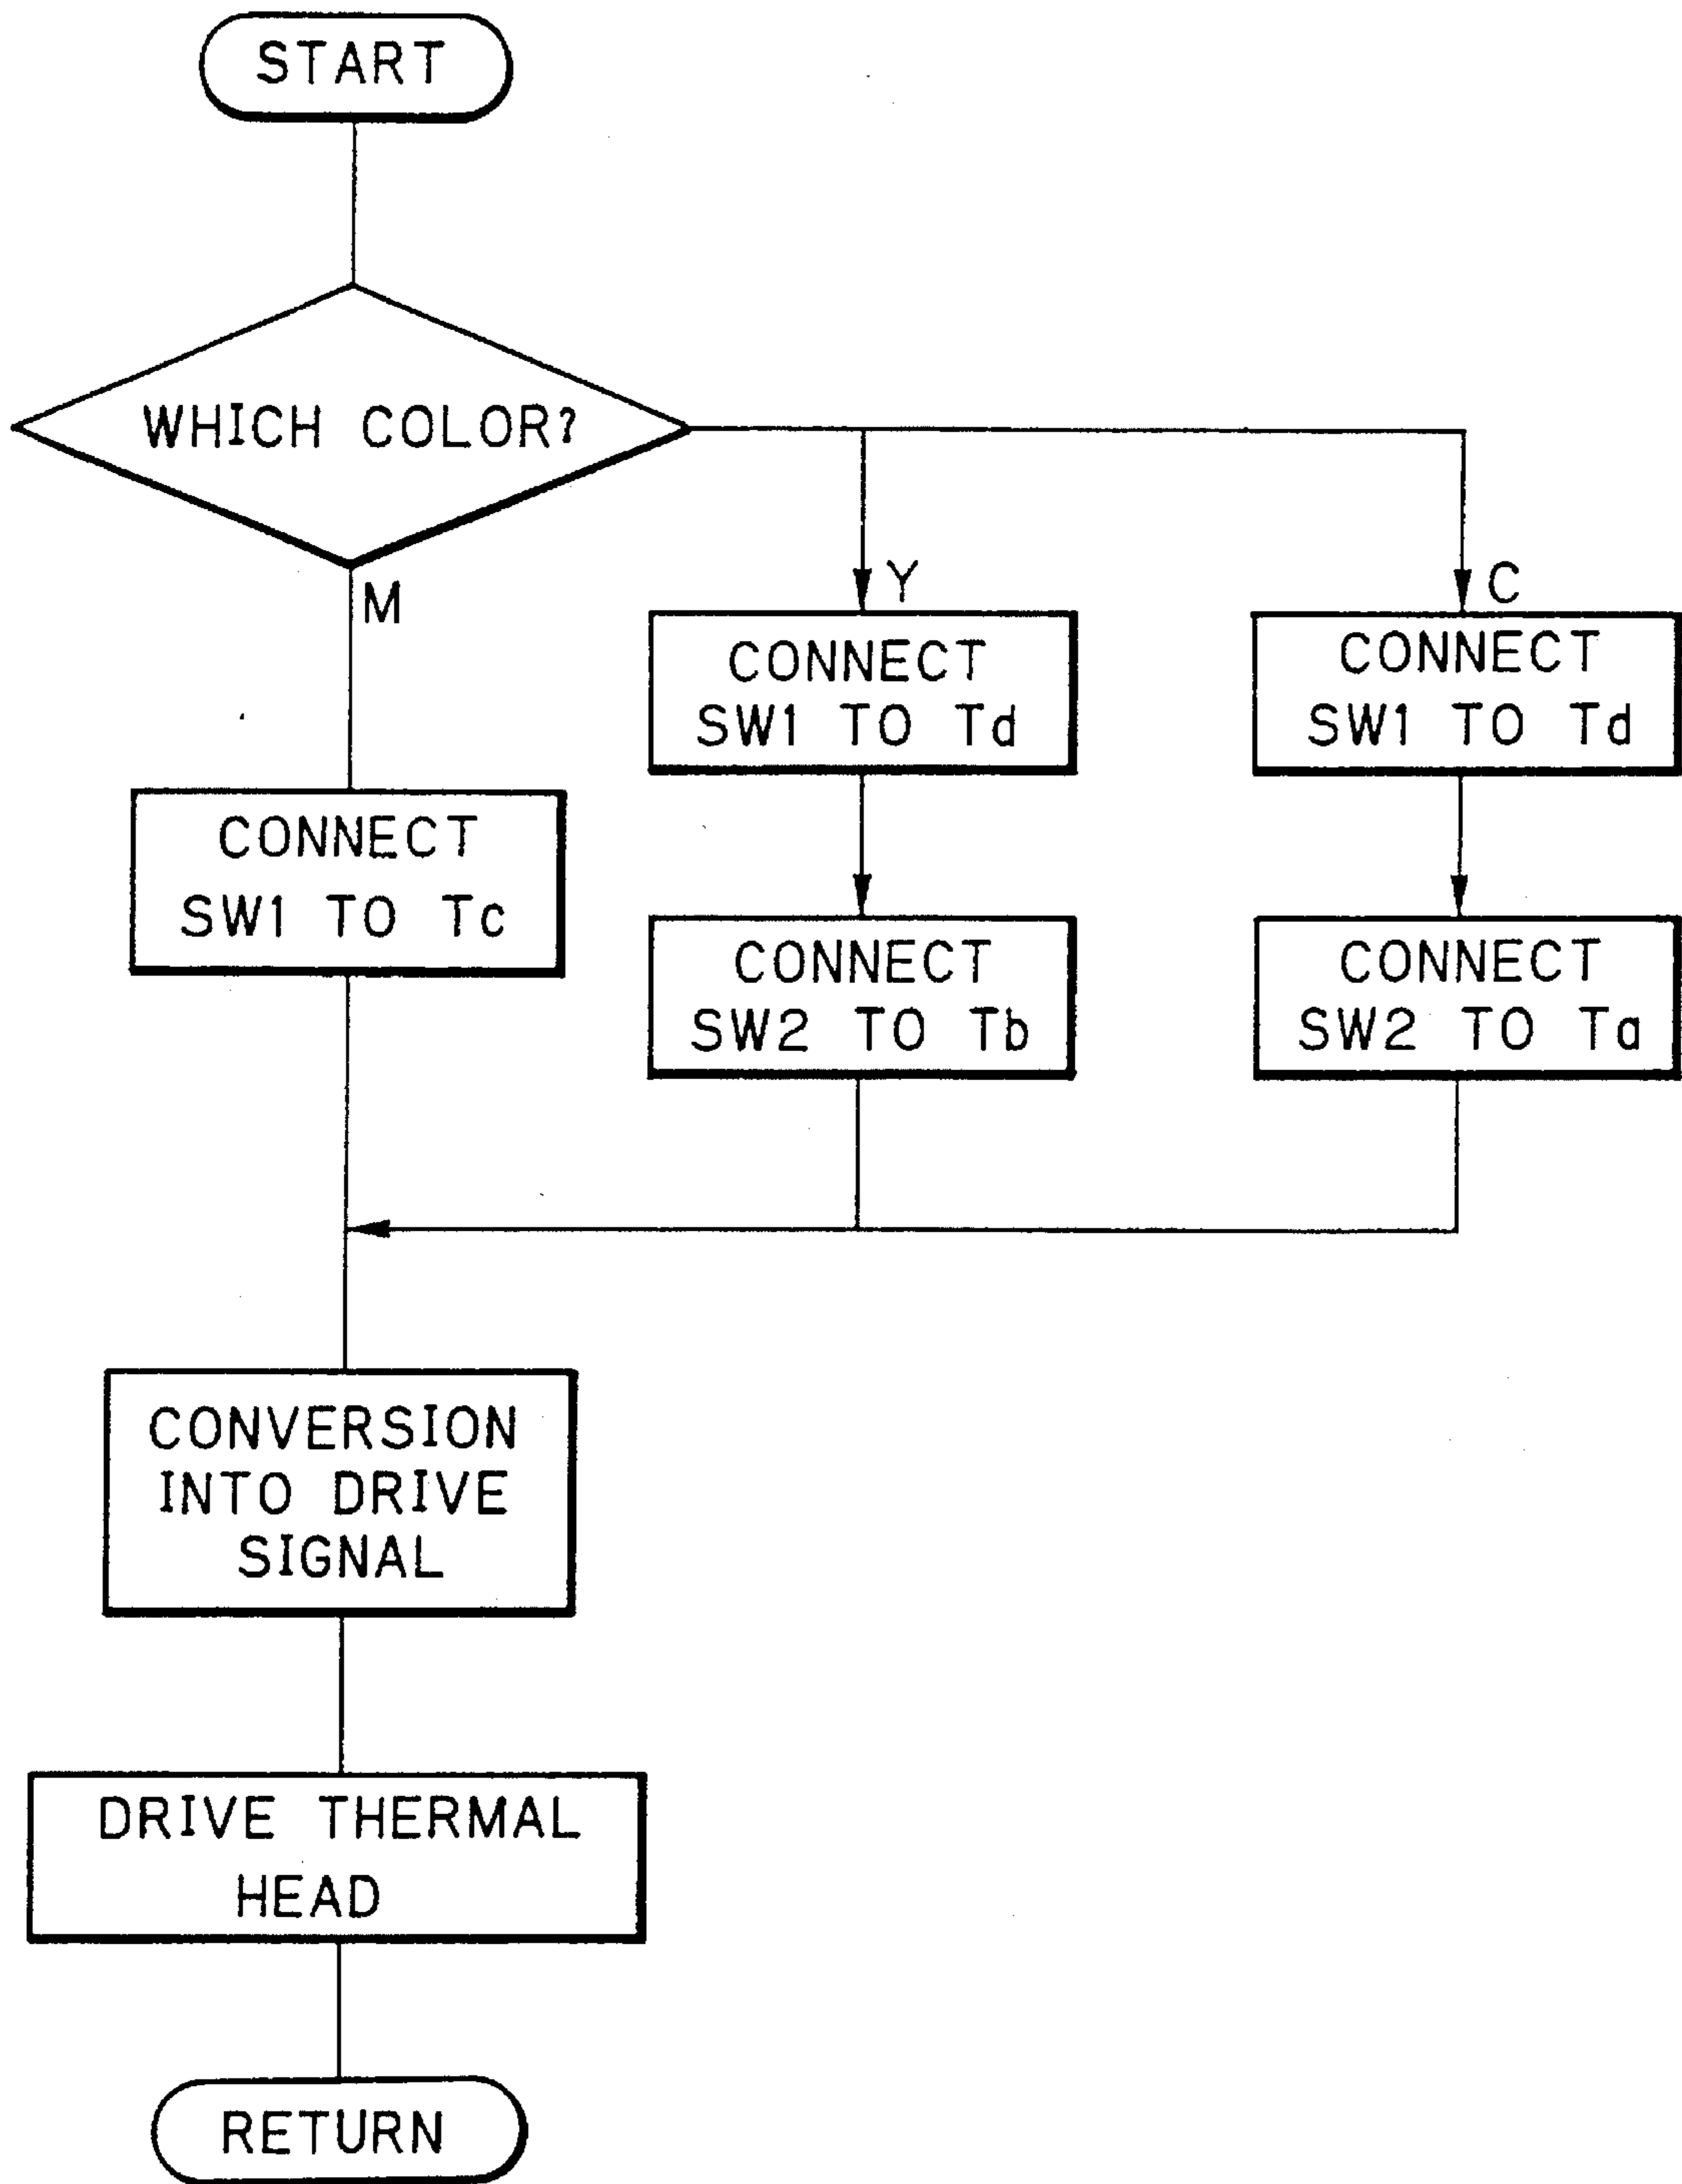 START
WHICH COLOR?
M
Y
C
CONNECT
SW1 TO Td
CONNECT
SW1 TO Td
CONNECT
SW1 TO Tc
CONNECT
SW2 TO Tb
CONNECT
SW2 TO Ta
CONVERSION
INTO DRIVE
SIGNAL
DRIVE THERMAL
HEAD
RETURN